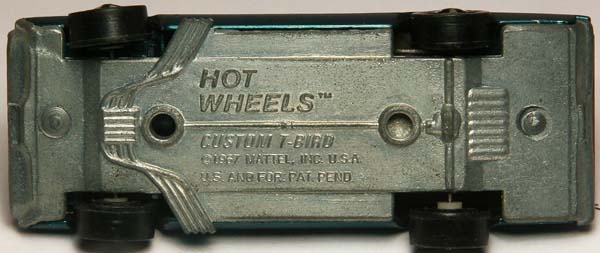 HOT
WHEELS™
CUSTOM T-BIRD
©1967 MATTEL, INC. U.S.A.
U.S. AND FOR. PAT. PEND.